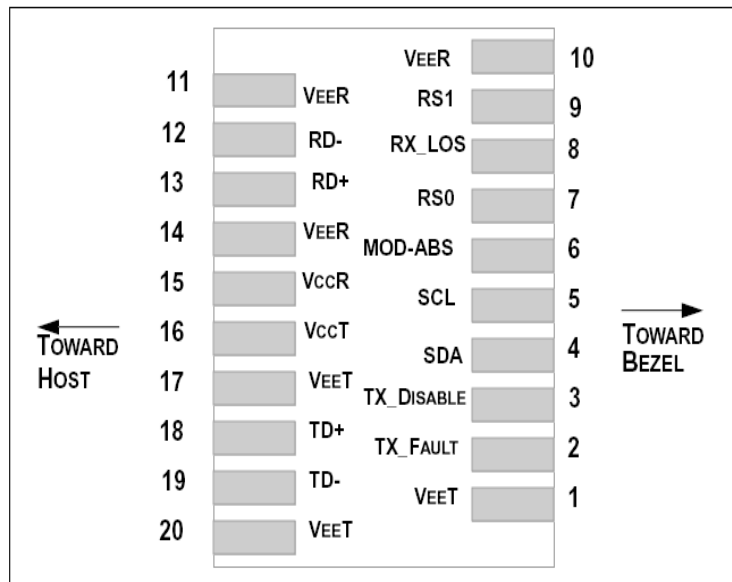 VEER 10
11 VEER
RS1 9
12 RD-
RX_LOS 8
13 RD+
RS0 7
14 VEER
MOD-ABS 6
15 VCCR
SCL 5
16 VCCT
SDA 4
17 VEET
TX_DISABLE 3
18 TD+
TX_FAULT 2
19 TD-
VEET 1
20 VEET
TOWARD
HOST
TOWARD
BEZEL